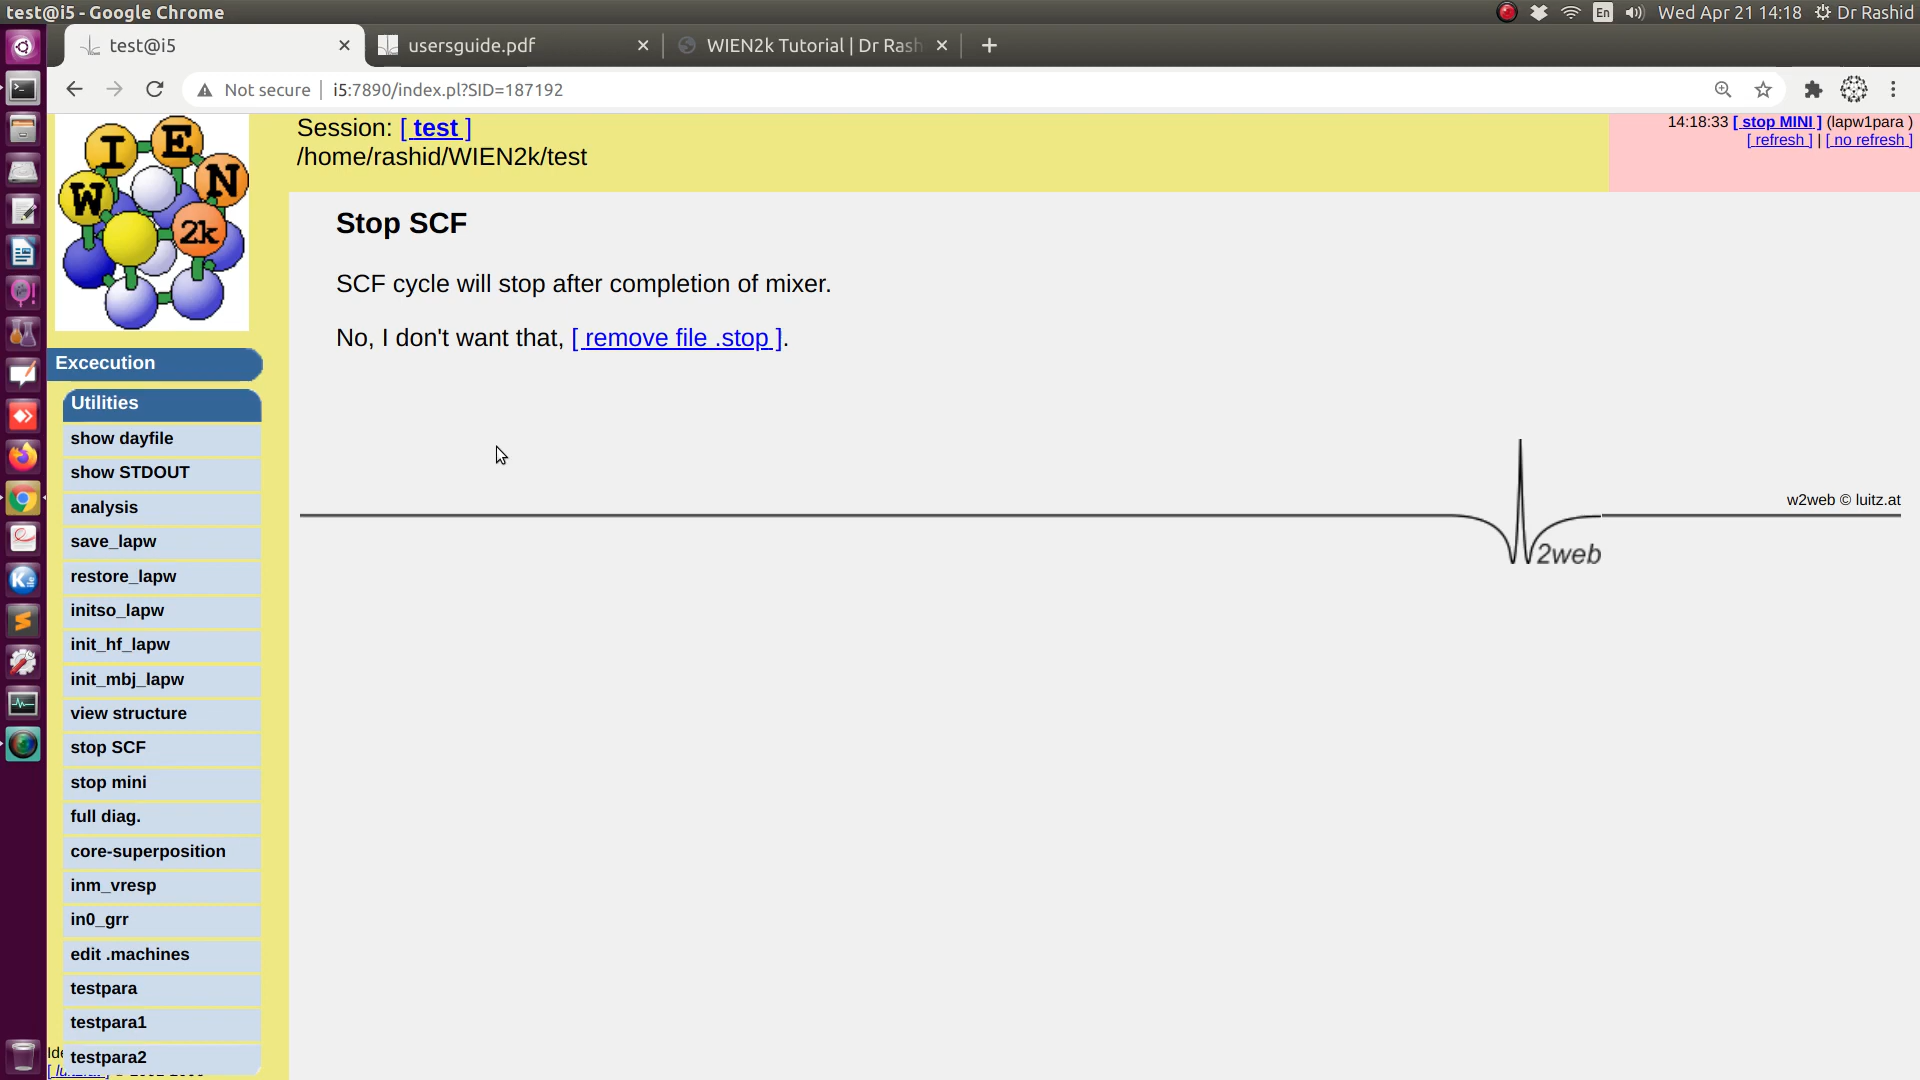 test@i5 - Google Chrome
En
Wed Apr 21 14:18
Dr Rashid
test@i5
usersguide.pdf
WIEN2k Tutorial | Dr Rash
Not secure
i5:7890/index.pl?SID=187192
W I E N 2k
Session: [ test ]
/home/rashid/WIEN2k/test
14:18:33 [ stop MINI ] (lapw1para )
[ refresh ] | [ no refresh ]
Stop SCF
SCF cycle will stop after completion of mixer.
No, I don't want that, [ remove file .stop ].
w2web © luitz.at
2web
Excecution
Utilities
show dayfile
show STDOUT
analysis
save_lapw
restore_lapw
initso_lapw
init_hf_lapw
init_mbj_lapw
view structure
stop SCF
stop mini
full diag.
core-superposition
inm_vresp
in0_grr
edit .machines
testpara
testpara1
testpara2